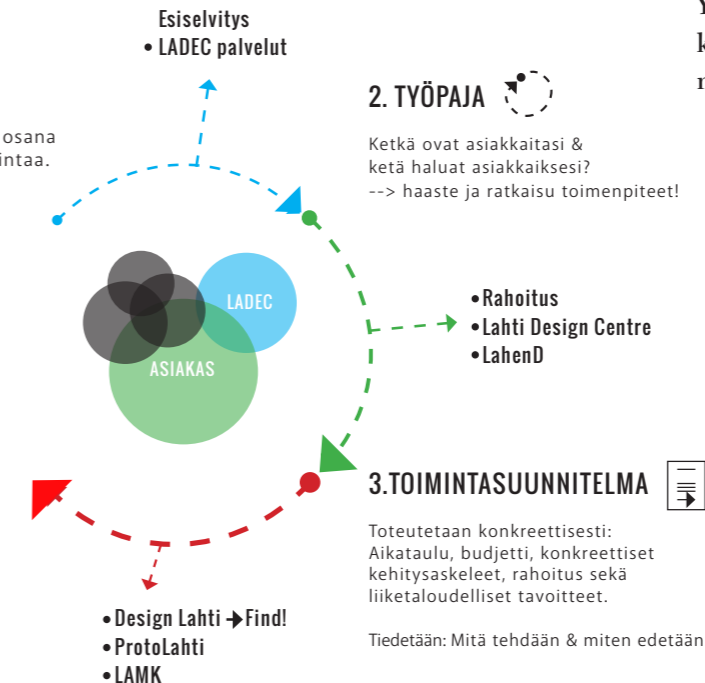 Esiselvitys
• LADEC palvelut
osana
intaa.
2. TYÖPAJA
Ketkä ovat asiakkaitasi &
ketä haluat asiakkaiksesi?
--> haaste ja ratkaisu toimenpiteet!
LADEC
ASIAKAS
• Rahoitus
• Lahti Design Centre
• LahenD
3.TOIMINTASUUNNITELMA
Toteutetaan konkreettisesti:
Aikataulu, budjetti, konkreettiset
kehitysaskeleet, rahoitus sekä
liiketaloudelliset tavoitteet.
Tiedetään: Mitä tehdään & miten edetään
• Design Lahti → Find!
• ProtoLahti
• LAMK